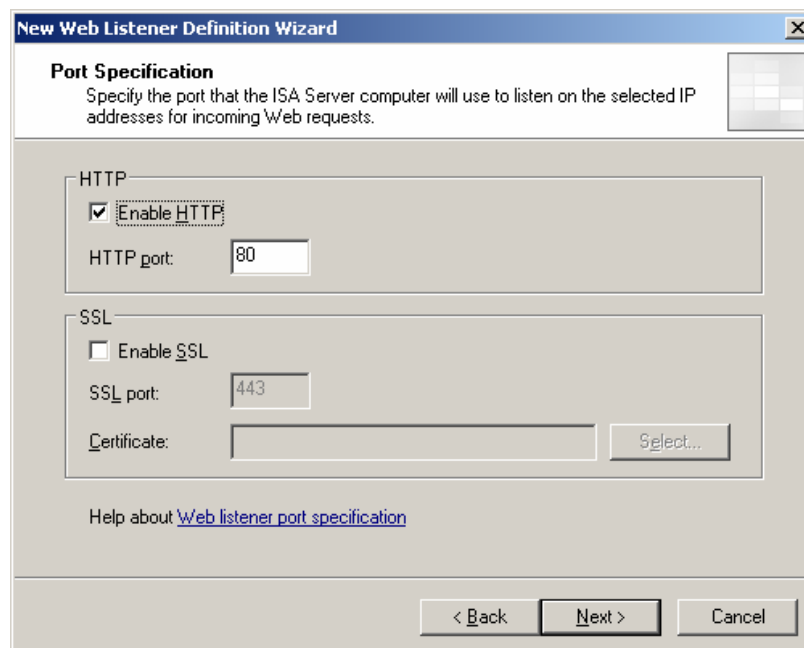 New Web Listener Definition Wizard
Port Specification
Specify the port that the ISA Server computer will use to listen on the selected IP
addresses for incoming Web requests.
HTTP
Enable HTTP
HTTP port: 80
SSL
Enable SSL
SSL port: 443
Certificate: Select...
Help about Web listener port specification
< Back Next > Cancel